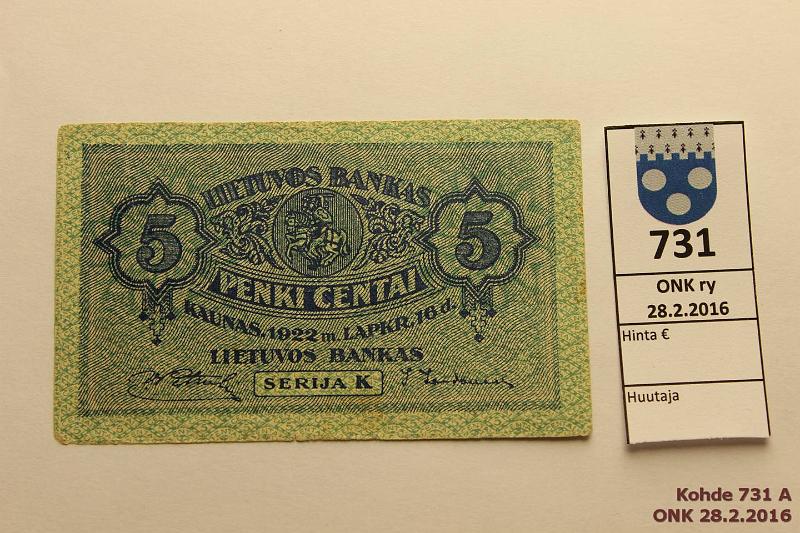 LIETUVOS BANKAS
5 5
PENKI CENTAI
KAUNAS, 1922 m. LAPKR. 16 d.
LIETUVOS BANKAS
SERIJA K
731
ONK ry
28.2.2016
Hinta €
Huutaja
Kohde 731 A
ONK 28.2.2016